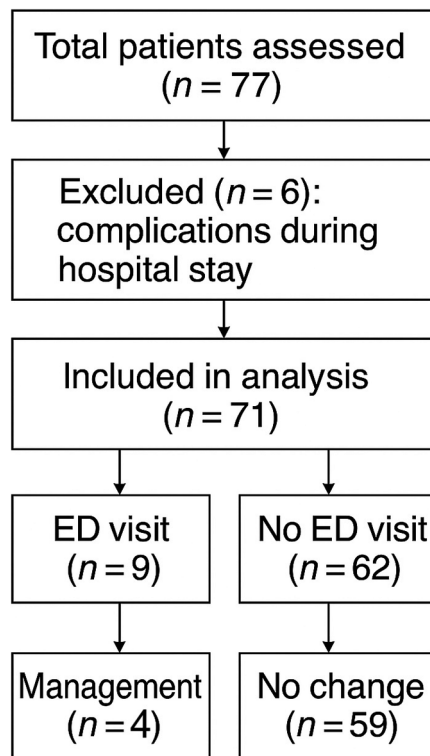 Total patients assessed
(n = 77)
Excluded (n = 6):
complications during
hospital stay
Included in analysis
(n = 71)
ED visit
(n = 9)
No ED visit
(n = 62)
Management
(n = 4)
No change
(n = 59)